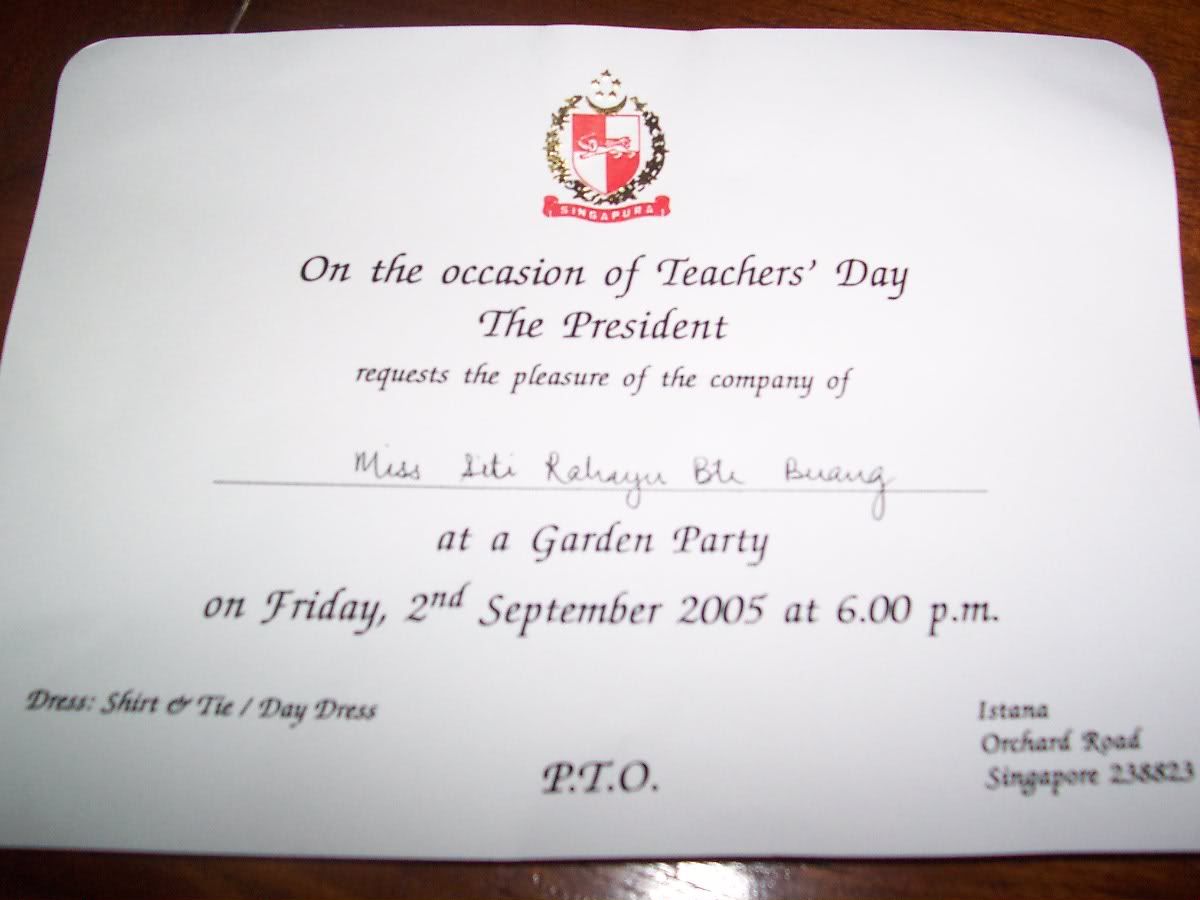 SINGAPURA
On the occasion of Teachers' Day
The President
requests the pleasure of the company of
Miss Siti Rahayu Bte Buang
at a Garden Party
on Friday, 2nd September 2005 at 6.00 p.m.
Dress: Shirt & Tie / Day Dress
Istana
Orchard Road
Singapore 238823
P.T.O.